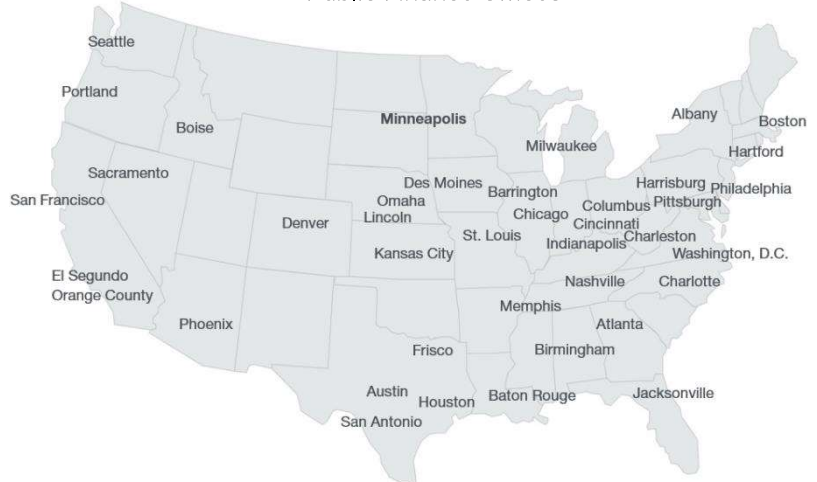 Seattle
Portland
Minneapolis
Albany
Boston
Boise
Milwaukee
Hartford
Sacramento
Des Moines
Barrington
Harrisburg
Philadelphia
San Francisco
Omaha
Columbus
Pittsburgh
Lincoln
Chicago
Denver
Cincinnati
St. Louis
Indianapolis
Charleston
Kansas City
Washington, D.C.
El Segundo
Orange County
Nashville
Charlotte
Memphis
Phoenix
Atlanta
Frisco
Birmingham
Austin
Houston
Baton Rouge
Jacksonville
San Antonio